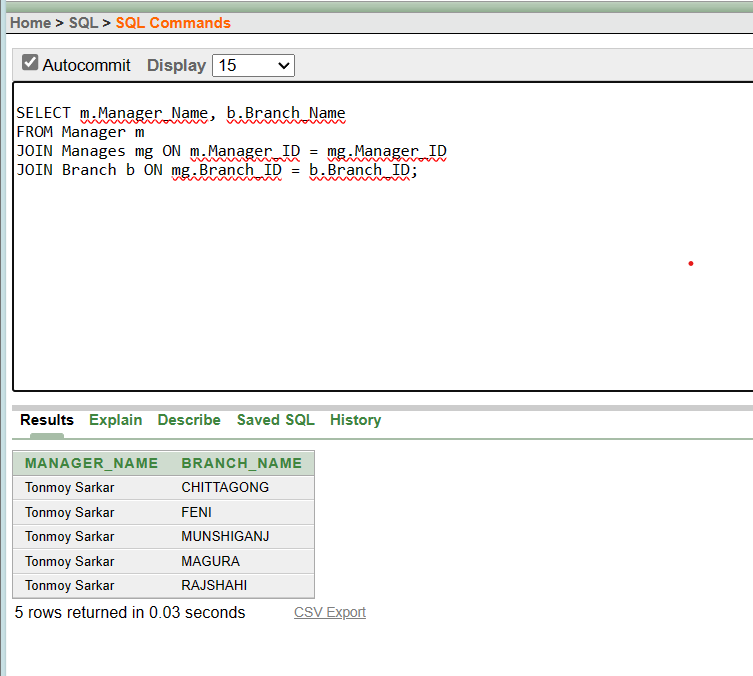 Home > SQL > SQL Commands
Autocommit Display 15
SELECT m.Manager_Name, b.Branch_Name
FROM Manager m
JOIN Manages mg ON m.Manager_ID = mg.Manager_ID
JOIN Branch b ON mg.Branch_ID = b.Branch_ID;
Results Explain Describe Saved SQL History
MANAGER_NAME BRANCH_NAME
Tonmoy Sarkar CHITTAGONG
Tonmoy Sarkar FENI
Tonmoy Sarkar MUNSHIGANJ
Tonmoy Sarkar MAGURA
Tonmoy Sarkar RAJSHAHI
5 rows returned in 0.03 seconds CSV Export